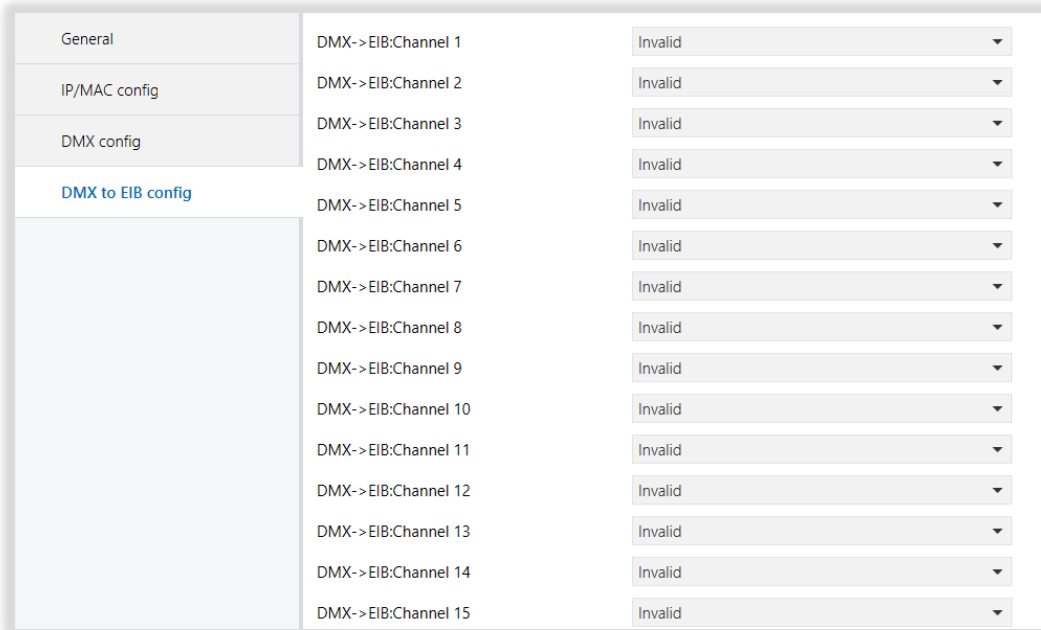 General
IP/MAC config
DMX config
DMX to EIB config
DMX->EIB:Channel 1 Invalid
DMX->EIB:Channel 2 Invalid
DMX->EIB:Channel 3 Invalid
DMX->EIB:Channel 4 Invalid
DMX->EIB:Channel 5 Invalid
DMX->EIB:Channel 6 Invalid
DMX->EIB:Channel 7 Invalid
DMX->EIB:Channel 8 Invalid
DMX->EIB:Channel 9 Invalid
DMX->EIB:Channel 10 Invalid
DMX->EIB:Channel 11 Invalid
DMX->EIB:Channel 12 Invalid
DMX->EIB:Channel 13 Invalid
DMX->EIB:Channel 14 Invalid
DMX->EIB:Channel 15 Invalid